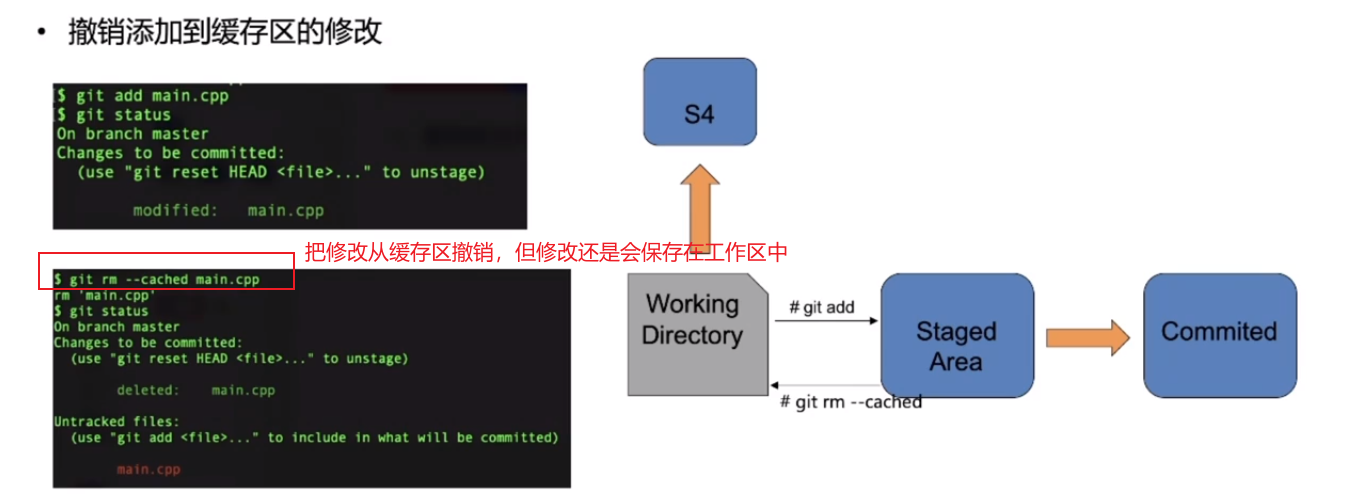 • 撤销添加到缓存区的修改
$ git add main.cpp
$ git status
On branch master
Changes to be committed:
(use "git reset HEAD <file>..." to unstage)
modified: main.cpp
把修改从缓存区撤销，但修改还是会保存在工作区中
$ git rm --cached main.cpp
rm 'main.cpp'
$ git status
On branch master
Changes to be committed:
(use "git reset HEAD <file>..." to unstage)
deleted: main.cpp
Untracked files:
(use "git add <file>..." to include in what will be committed)
main.cpp
S4
Working
Directory
# git add
# git rm --cached
Staged
Area
Commited